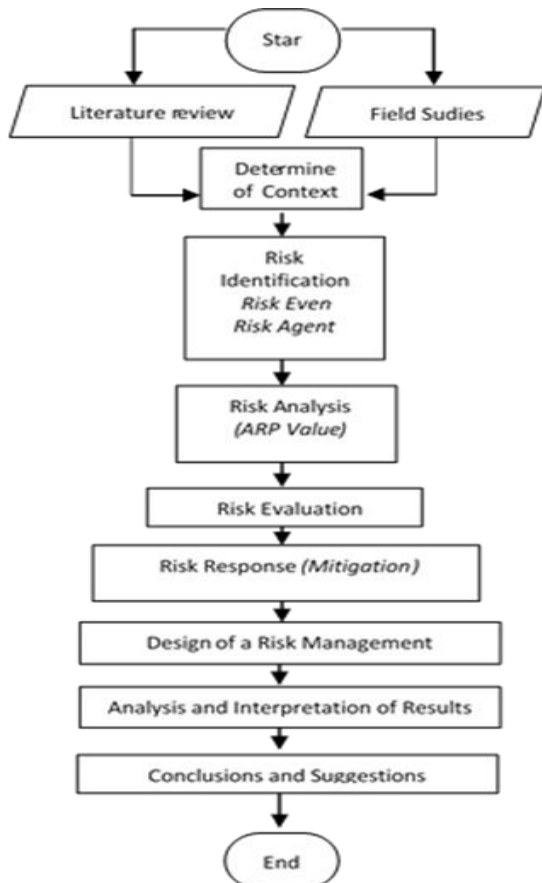 Star
Literature review
Field Sudies
Determine
of Context
Risk
Identification
Risk Even
Risk Agent
Risk Analysis
(ARP Value)
Risk Evaluation
Risk Response (Mitigation)
Design of a Risk Management
Analysis and Interpretation of Results
Conclusions and Suggestions
End